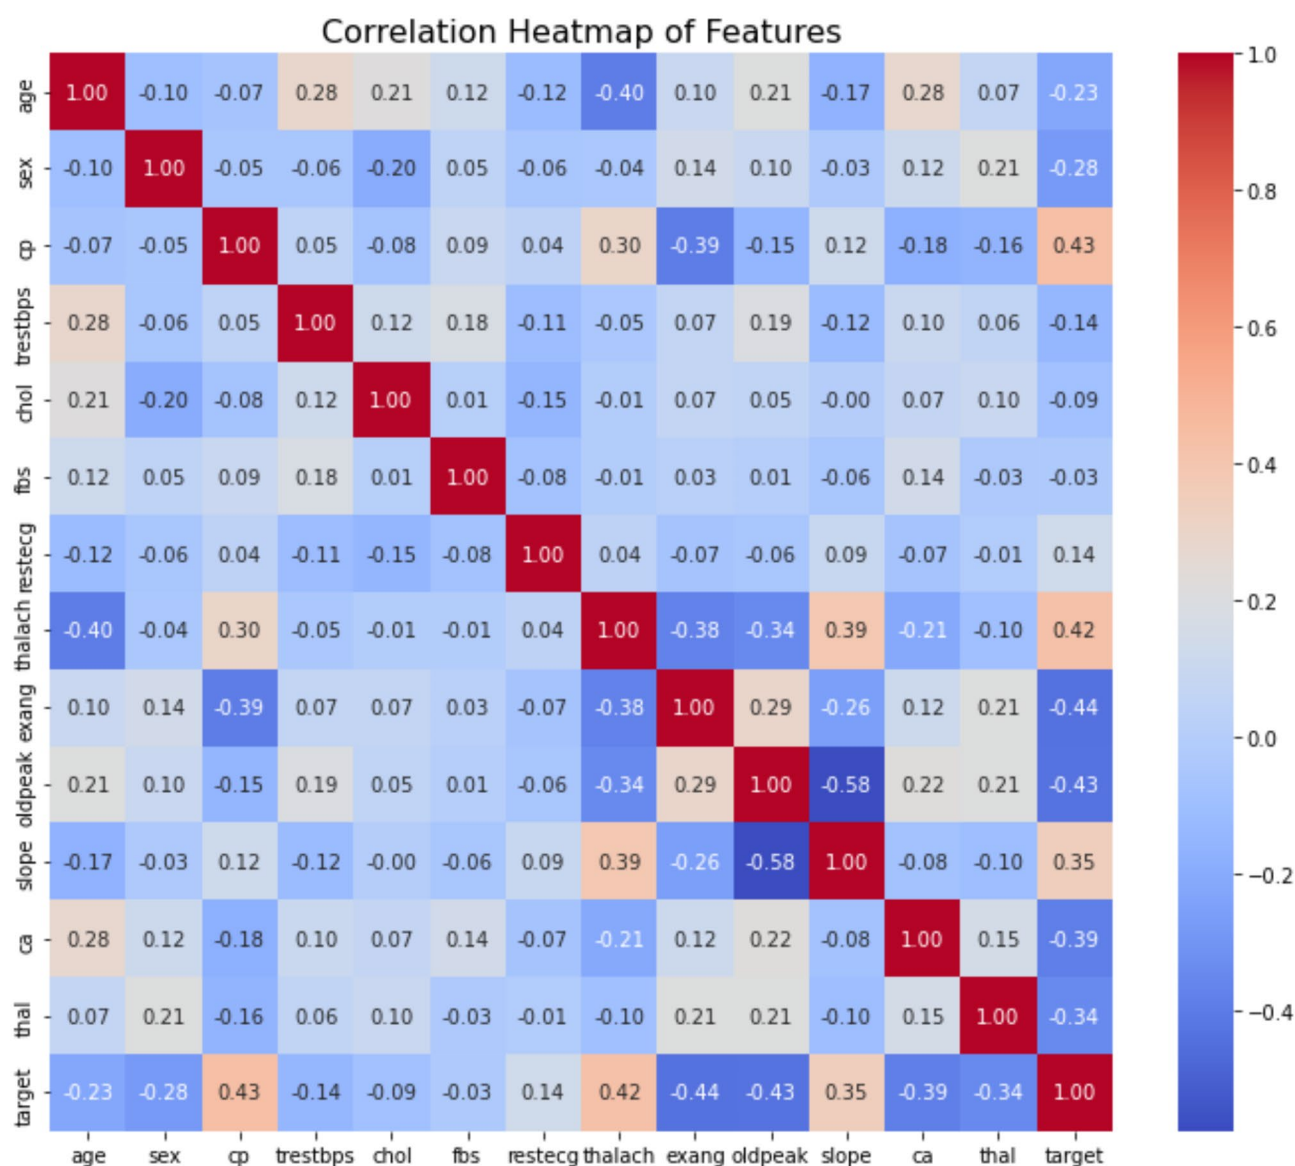 Correlation Heatmap of Features
age 1.00 -0.10 -0.07 0.28 0.21 0.12 -0.12 -0.40 0.10 0.21 -0.17 0.28 0.07 -0.23
sex -0.10 1.00 -0.05 -0.06 -0.20 0.05 -0.06 -0.04 0.14 0.10 -0.03 0.12 0.21 -0.28
cp -0.07 -0.05 1.00 0.05 -0.08 0.09 0.04 0.30 -0.39 -0.15 0.12 -0.18 -0.16 0.43
trestbps 0.28 -0.06 0.05 1.00 0.12 0.18 -0.11 -0.05 0.07 0.19 -0.12 0.10 0.06 -0.14
chol 0.21 -0.20 -0.08 0.12 1.00 0.01 -0.15 -0.01 0.07 0.05 -0.00 0.07 0.10 -0.09
fbs 0.12 0.05 0.09 0.18 0.01 1.00 -0.08 -0.01 0.03 0.01 -0.06 0.14 -0.03 -0.03
restecg -0.12 -0.06 0.04 -0.11 -0.15 -0.08 1.00 0.04 -0.07 -0.06 0.09 -0.07 -0.01 0.14
thalach -0.40 -0.04 0.30 -0.05 -0.01 -0.01 0.04 1.00 -0.38 -0.34 0.39 -0.21 -0.10 0.42
exang 0.10 0.14 -0.39 0.07 0.07 0.03 -0.07 -0.38 1.00 0.29 -0.26 0.12 0.21 -0.44
oldpeak 0.21 0.10 -0.15 0.19 0.05 0.01 -0.06 -0.34 0.29 1.00 -0.58 0.22 0.21 -0.43
slope -0.17 -0.03 0.12 -0.12 -0.00 -0.06 0.09 0.39 -0.26 -0.58 1.00 -0.08 -0.10 0.35
ca 0.28 0.12 -0.18 0.10 0.07 0.14 -0.07 -0.21 0.12 0.22 -0.08 1.00 0.15 -0.39
thal 0.07 0.21 -0.16 0.06 0.10 -0.03 -0.01 -0.10 0.21 0.21 -0.10 0.15 1.00 -0.34
target -0.23 -0.28 0.43 -0.14 -0.09 -0.03 0.14 0.42 -0.44 -0.43 0.35 -0.39 -0.34 1.00
age sex cp trestbps chol fbs restecg thalach exang oldpeak slope ca thal target
1.0
0.8
0.6
0.4
0.2
0.0
−0.2
−0.4